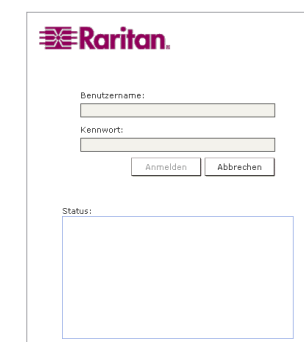 Raritan.
Benutzername:
Kennwort:
Anmelden Abbrechen
Status: